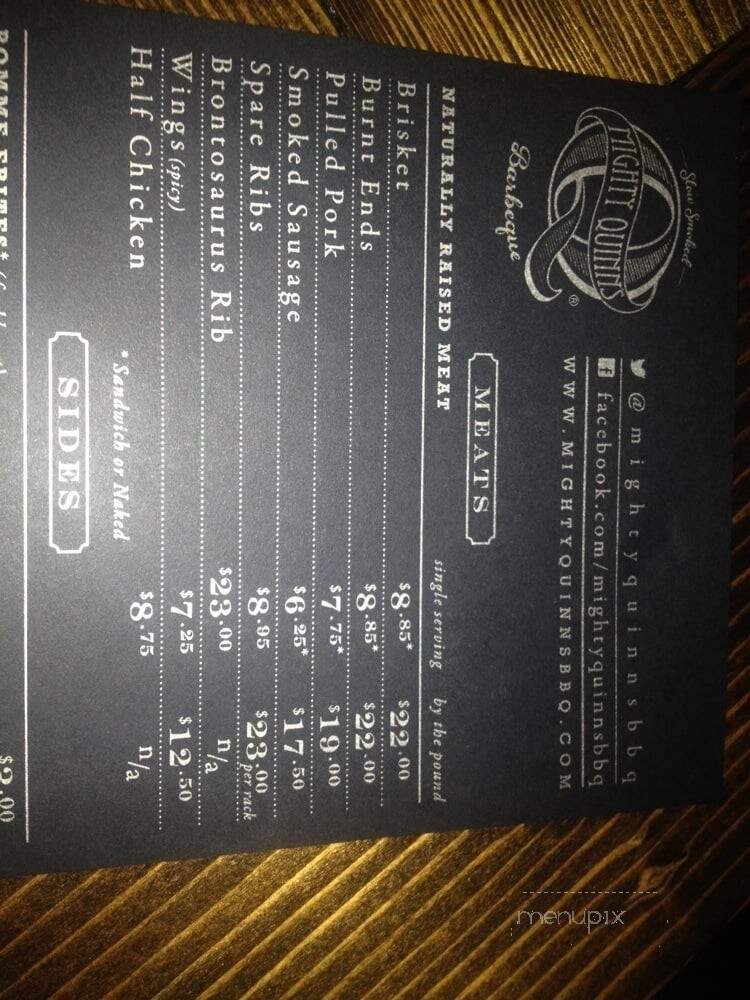 Slow Smoked
MIGHTY QUINN'S
Barbeque
®
@mightyquinnsbbq
facebook.com/mightyquinnsbbq
WWW.MIGHTYQUINNSBBQ.COM
MEATS
NATURALLY RAISED MEAT single serving by the pound
Brisket $8.85* $22.00
Burnt Ends $8.85* $22.00
Pulled Pork $7.75* $19.00
Smoked Sausage $6.25* $17.50
Spare Ribs $8.95 $23.00 per rack
Brontosaurus Rib $23.00 n/a
Wings (spicy) $7.25 $12.50
Half Chicken $8.75 n/a
*Sandwich or Naked
SIDES
$2.00
menupix